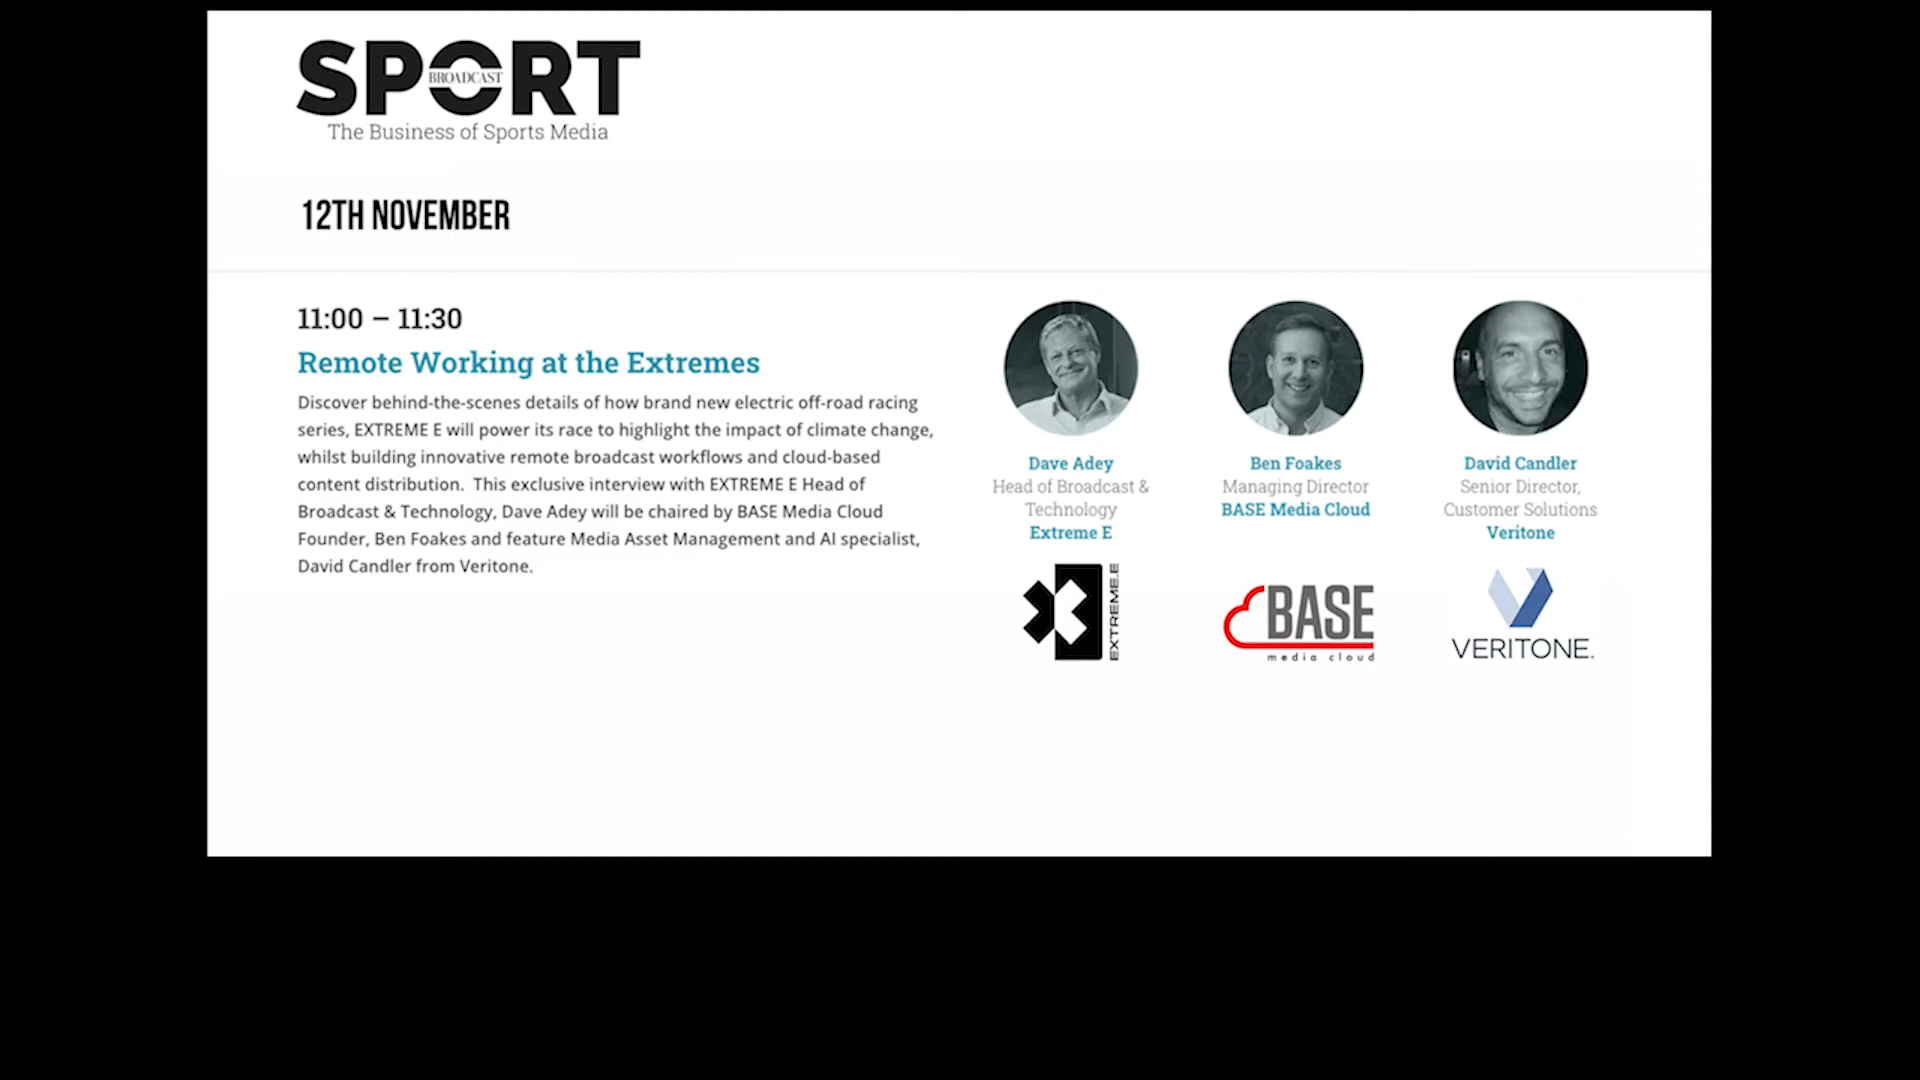 SPORT
BROADCAST
The Business of Sports Media
12TH NOVEMBER
11:00 – 11:30
Remote Working at the Extremes
Discover behind-the-scenes details of how brand new electric off-road racing
series, EXTREME E will power its race to highlight the impact of climate change,
whilst building innovative remote broadcast workflows and cloud-based
content distribution.  This exclusive interview with EXTREME E Head of
Broadcast & Technology, Dave Adey will be chaired by BASE Media Cloud
Founder, Ben Foakes and feature Media Asset Management and AI specialist,
David Candler from Veritone.
Dave Adey
Head of Broadcast &
Technology
Extreme E
EXTREME.E
Ben Foakes
Managing Director
BASE Media Cloud
BASE
media cloud
David Candler
Senior Director,
Customer Solutions
Veritone
VERITONE.